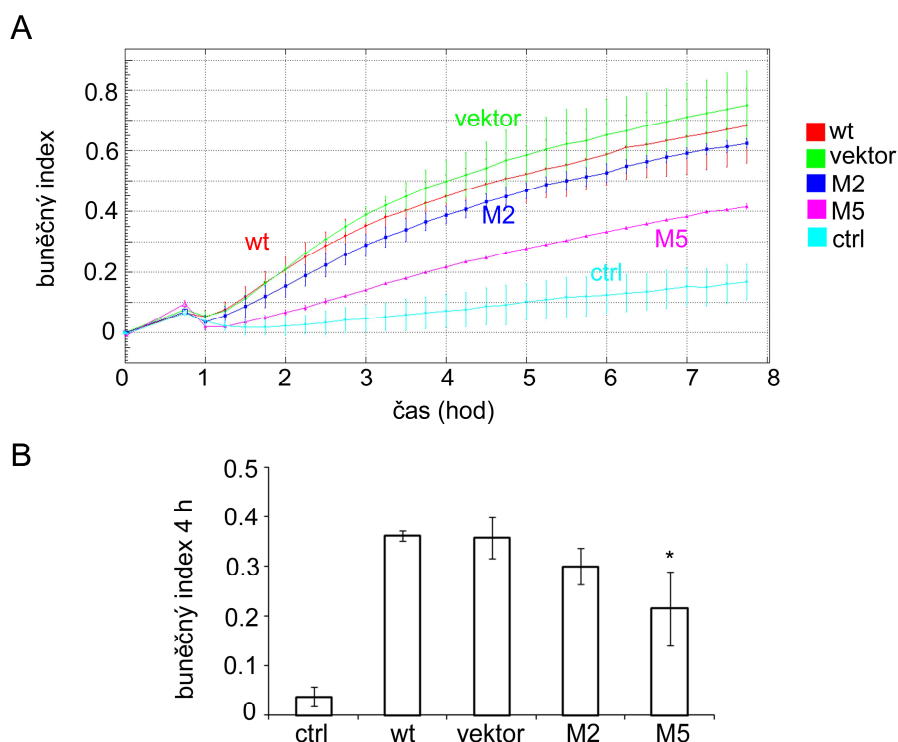 A
buněčný index
0.8
0.6
0.4
0.2
0
vektor
wt
M2
M5
ctrl
0 1 2 3 4 5 6 7 8
čas (hod)
wt
vektor
M2
M5
ctrl
B
buněčný index 4 h
0.5
0.4
0.3
0.2
0.1
0
*
ctrl wt vektor M2 M5